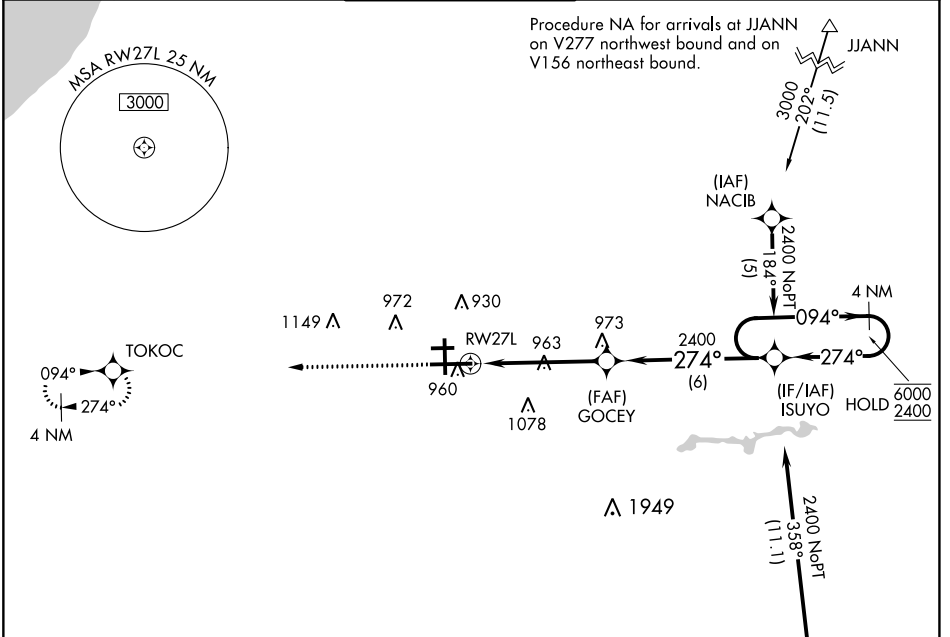 Procedure NA for arrivals at JJANN
on V277 northwest bound and on
V156 northeast bound.
JJANN
MSA RW27L 25 NM
3000
3000
202°
(11.5)
(IAF)
NACIB
2400 NoPT
184°
(5)
4 NM
094°
274°
972
930
1149
RW27L
963
973
2400
274°
(6)
TOKOC
094°
274°
4 NM
960
1078
(FAF)
GOCEY
(IF/IAF)
ISUYO
HOLD
6000
2400
1949
2400 NoPT
358°
(11.1)